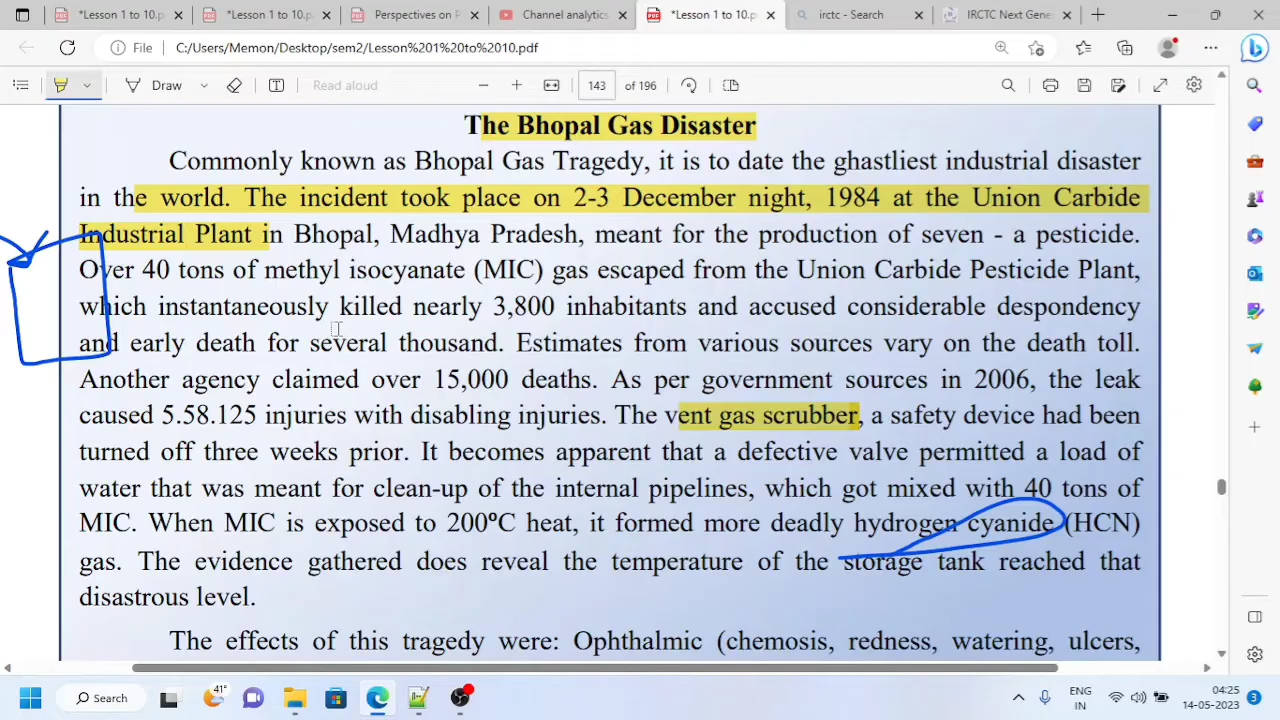 *Lesson 1 to 10.p
*Lesson 1 to 10.p
Perspectives on P
Channel analytics
*Lesson 1 to 10.p
irctc - Search
IRCTC Next Gene
File
C:/Users/Memon/Desktop/sem2/Lesson%201%20to%2010.pdf
Draw
Read aloud
143 of 196
The Bhopal Gas Disaster
Commonly known as Bhopal Gas Tragedy, it is to date the ghastliest industrial disaster
in the world. The incident took place on 2-3 December night, 1984 at the Union Carbide
Industrial Plant in Bhopal, Madhya Pradesh, meant for the production of seven - a pesticide.
Over 40 tons of methyl isocyanate (MIC) gas escaped from the Union Carbide Pesticide Plant,
which instantaneously killed nearly 3,800 inhabitants and accused considerable despondency
and early death for several thousand. Estimates from various sources vary on the death toll.
Another agency claimed over 15,000 deaths. As per government sources in 2006, the leak
caused 5.58.125 injuries with disabling injuries. The vent gas scrubber, a safety device had been
turned off three weeks prior. It becomes apparent that a defective valve permitted a load of
water that was meant for clean-up of the internal pipelines, which got mixed with 40 tons of
MIC. When MIC is exposed to 200ºC heat, it formed more deadly hydrogen cyanide (HCN)
gas. The evidence gathered does reveal the temperature of the storage tank reached that
disastrous level.
The effects of this tragedy were: Ophthalmic (chemosis, redness, watering, ulcers,
41°
Search
ENG
IN
04:25
14-05-2023
3